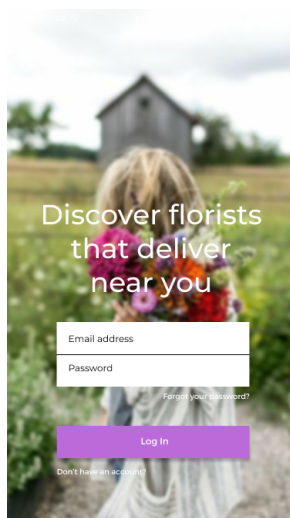 Discover florists
that deliver
near you
Email address
Password
Forgot your password?
Log In
Don't have an account?